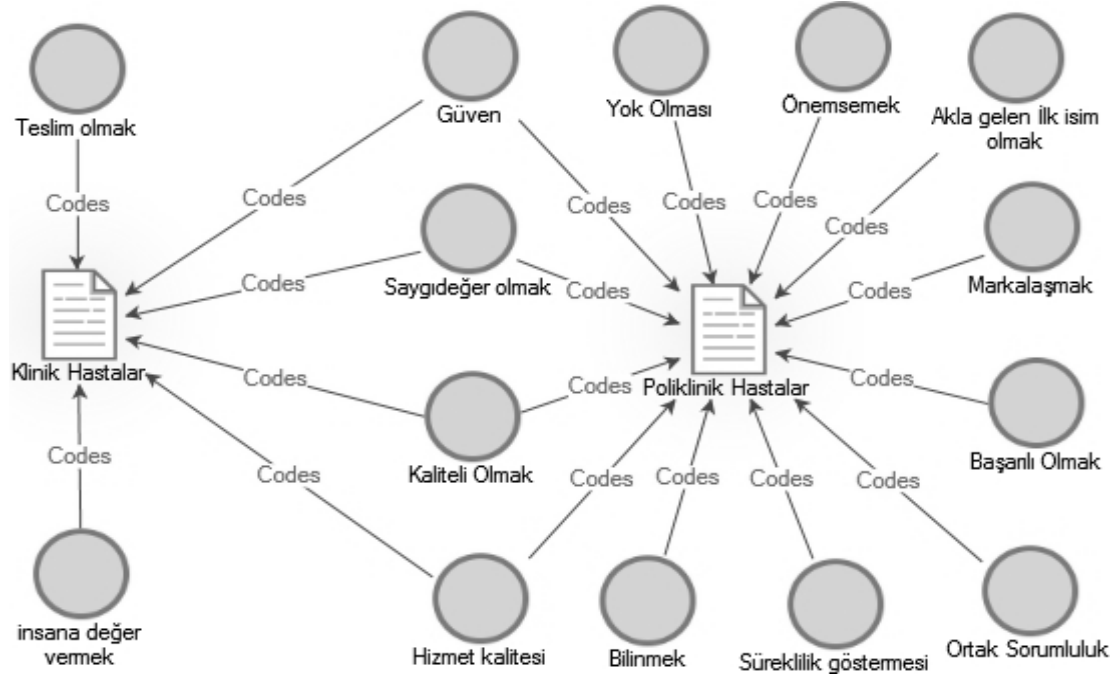 Teslim olmak
Güven
Yok Olması
Önemsemek
Akla gelen İlk isim
olmak
Codes
Codes
Codes
Codes
Codes
Codes
Saygıdeğer olmak
Markalaşmak
Codes
Codes
Codes
Klinik Hastalar
Poliklinik Hastalar
Codes
Codes
Codes
Kaliteli Olmak
Başarılı Olmak
Codes
Codes
Codes
Codes
Codes
Codes
insana değer
vermek
Hizmet kalitesi
Bilinmek
Süreklilik göstermesi
Ortak Sorumluluk